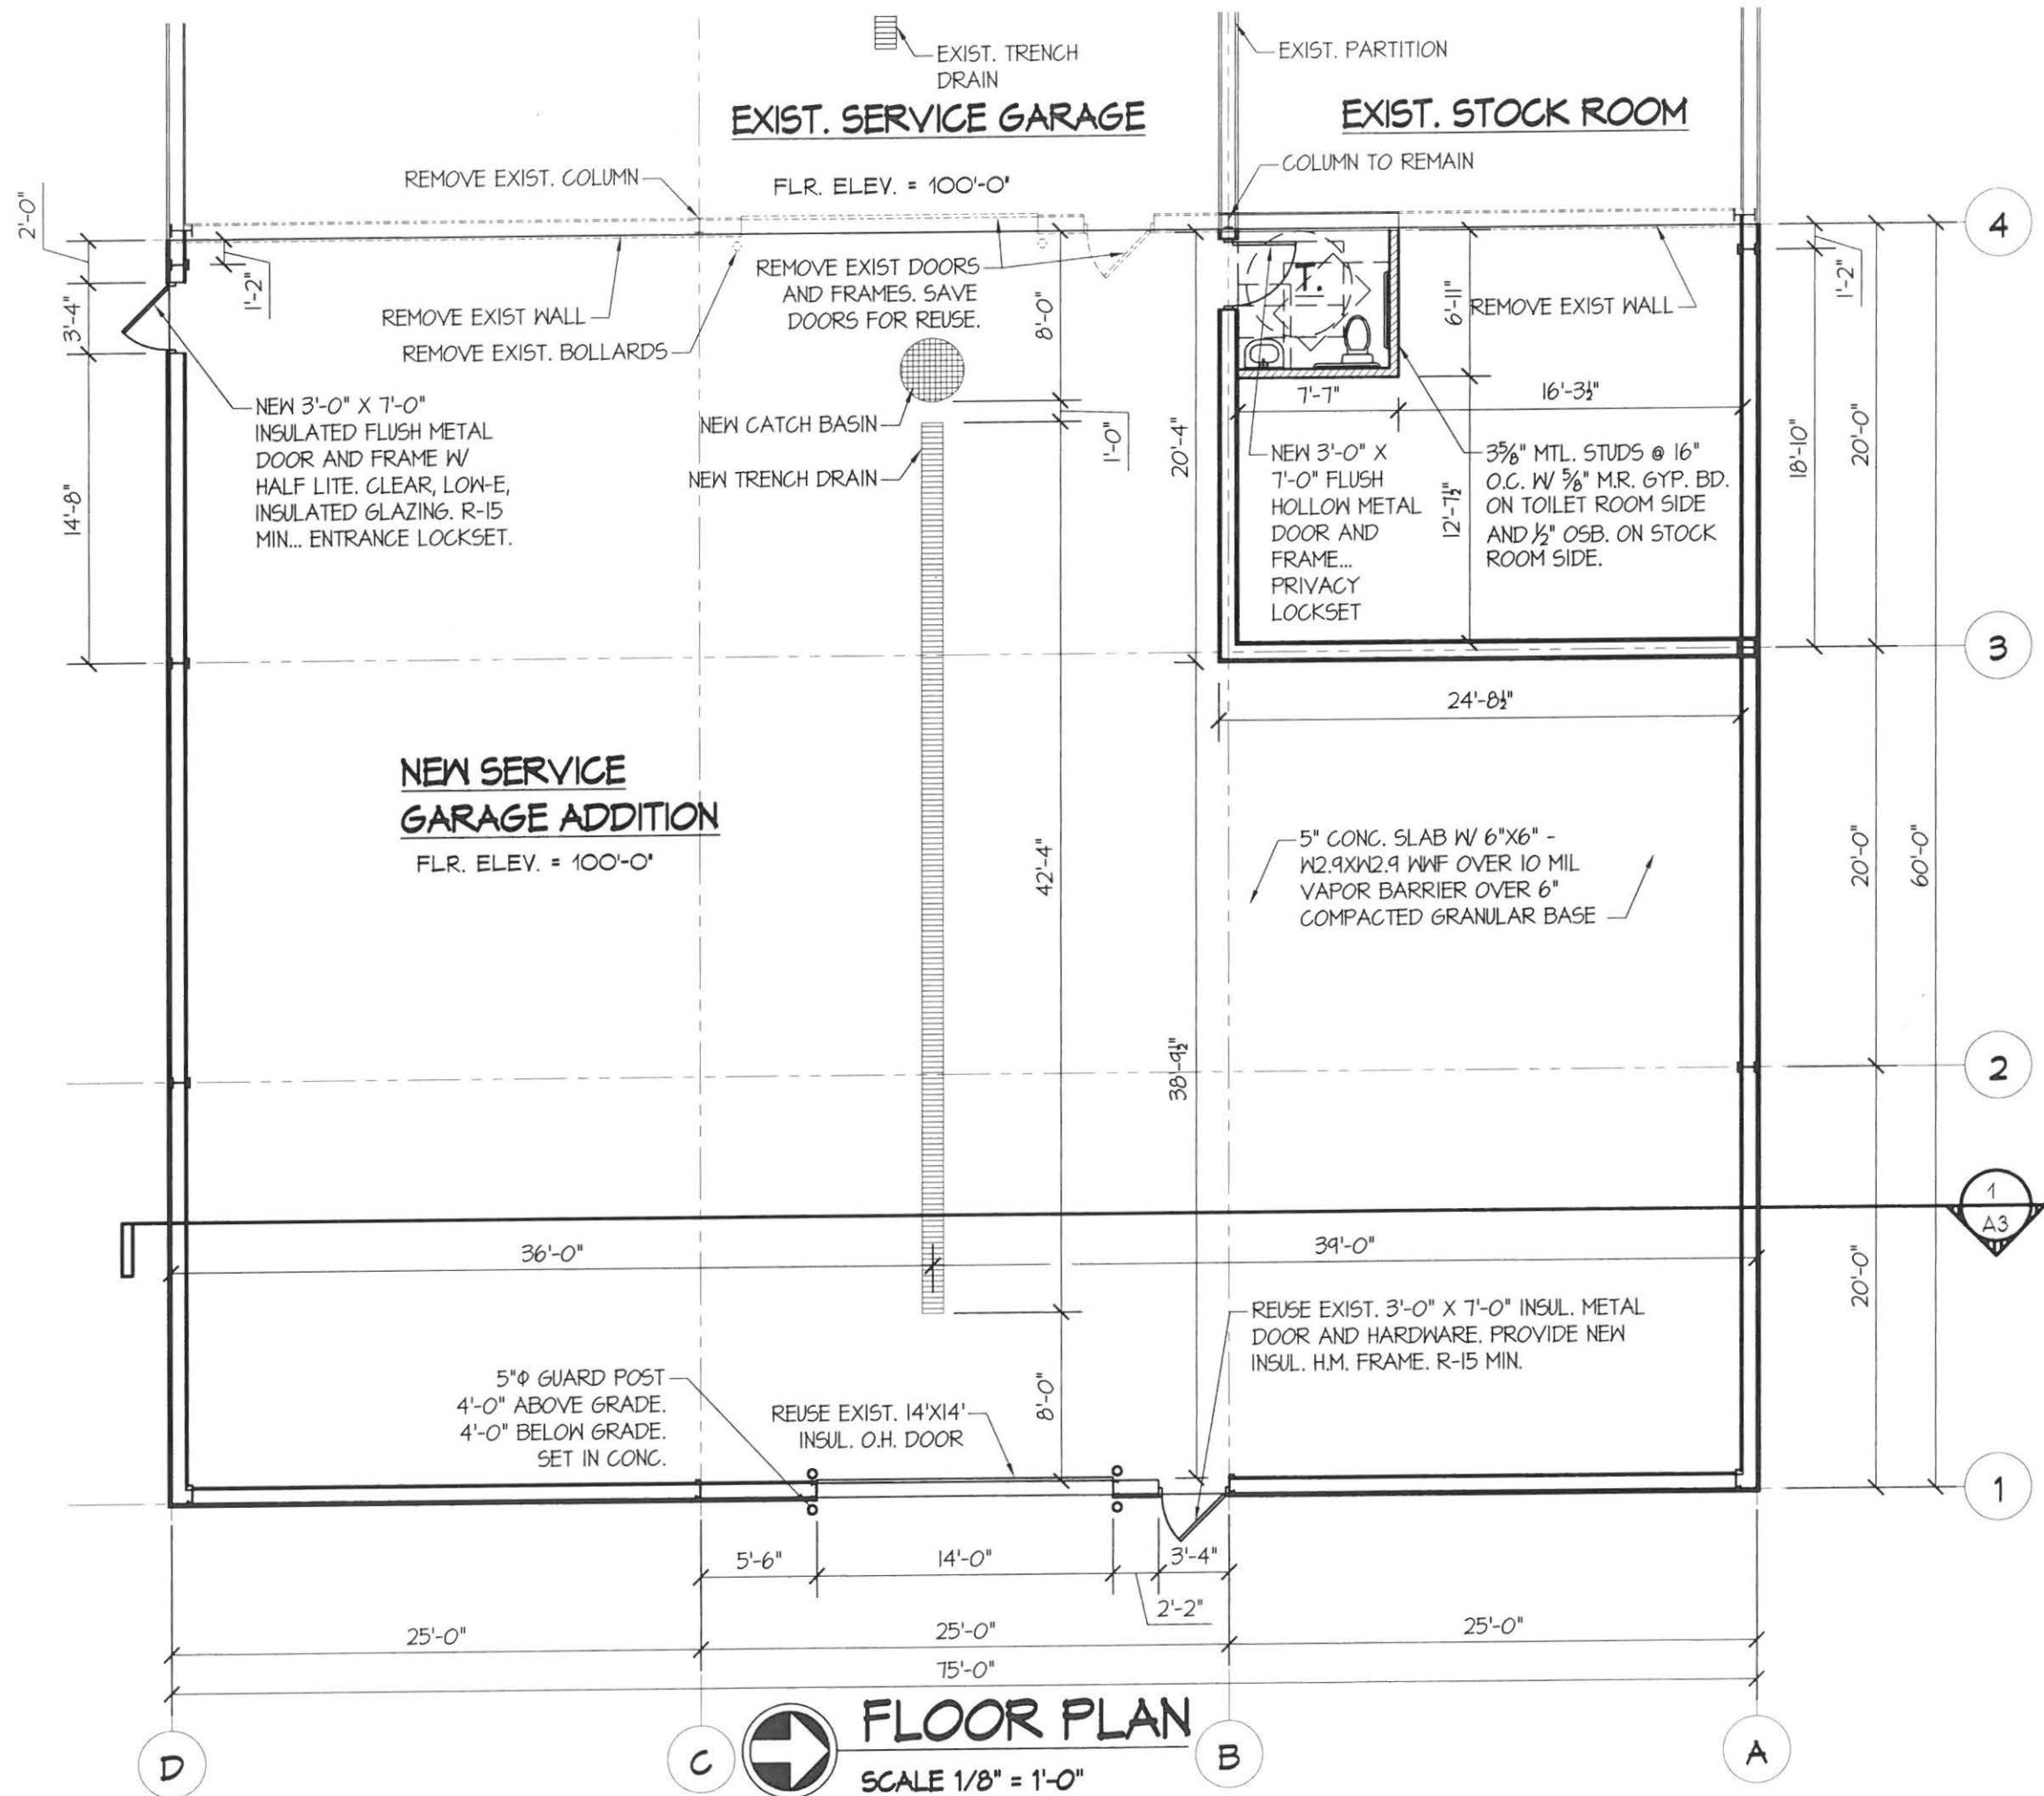 EXIST. TRENCH
DRAIN
EXIST. PARTITION
EXIST. SERVICE GARAGE
EXIST. STOCK ROOM
REMOVE EXIST. COLUMN
FLR. ELEV. = 100'-0"
COLUMN TO REMAIN
2'-0"
4
1'-2"
REMOVE EXIST DOORS
AND FRAMES. SAVE
DOORS FOR REUSE.
8'-0"
T.
6'-11"
REMOVE EXIST WALL
1'-2"
3'-4"
REMOVE EXIST WALL
REMOVE EXIST. BOLLARDS
NEW 3'-0" X 7'-0"
INSULATED FLUSH METAL
DOOR AND FRAME W/
HALF LITE. CLEAR, LOW-E,
INSULATED GLAZING. R-15
MIN... ENTRANCE LOCKSET.
14'-8"
NEW CATCH BASIN
NEW TRENCH DRAIN
1'-0"
20'-4"
7'-7"
16'-3½"
NEW 3'-0" X
7'-0" FLUSH
HOLLOW METAL
DOOR AND
FRAME...
PRIVACY
LOCKSET
12'-7½"
3⅝" MTL. STUDS @ 16"
O.C. W/ ⅝" M.R. GYP. BD.
ON TOILET ROOM SIDE
AND ½" OSB. ON STOCK
ROOM SIDE.
18'-10"
20'-0"
3
24'-8½"
NEW SERVICE
GARAGE ADDITION
FLR. ELEV. = 100'-0"
42'-4"
5" CONC. SLAB W/ 6"X6" -
W2.9XW2.9 WWF OVER 10 MIL
VAPOR BARRIER OVER 6"
COMPACTED GRANULAR BASE
20'-0"
60'-0"
38'-9½"
2
1
A3
36'-0"
39'-0"
20'-0"
REUSE EXIST. 3'-0" X 7'-0" INSUL. METAL
DOOR AND HARDWARE. PROVIDE NEW
INSUL. H.M. FRAME. R-15 MIN.
5"Φ GUARD POST
4'-0" ABOVE GRADE.
4'-0" BELOW GRADE.
SET IN CONC.
REUSE EXIST. 14'X14'
INSUL. O.H. DOOR
8'-0"
1
5'-6"
14'-0"
3'-4"
2'-2"
25'-0"
25'-0"
25'-0"
75'-0"
D
C
FLOOR PLAN
SCALE 1/8" = 1'-0"
B
A